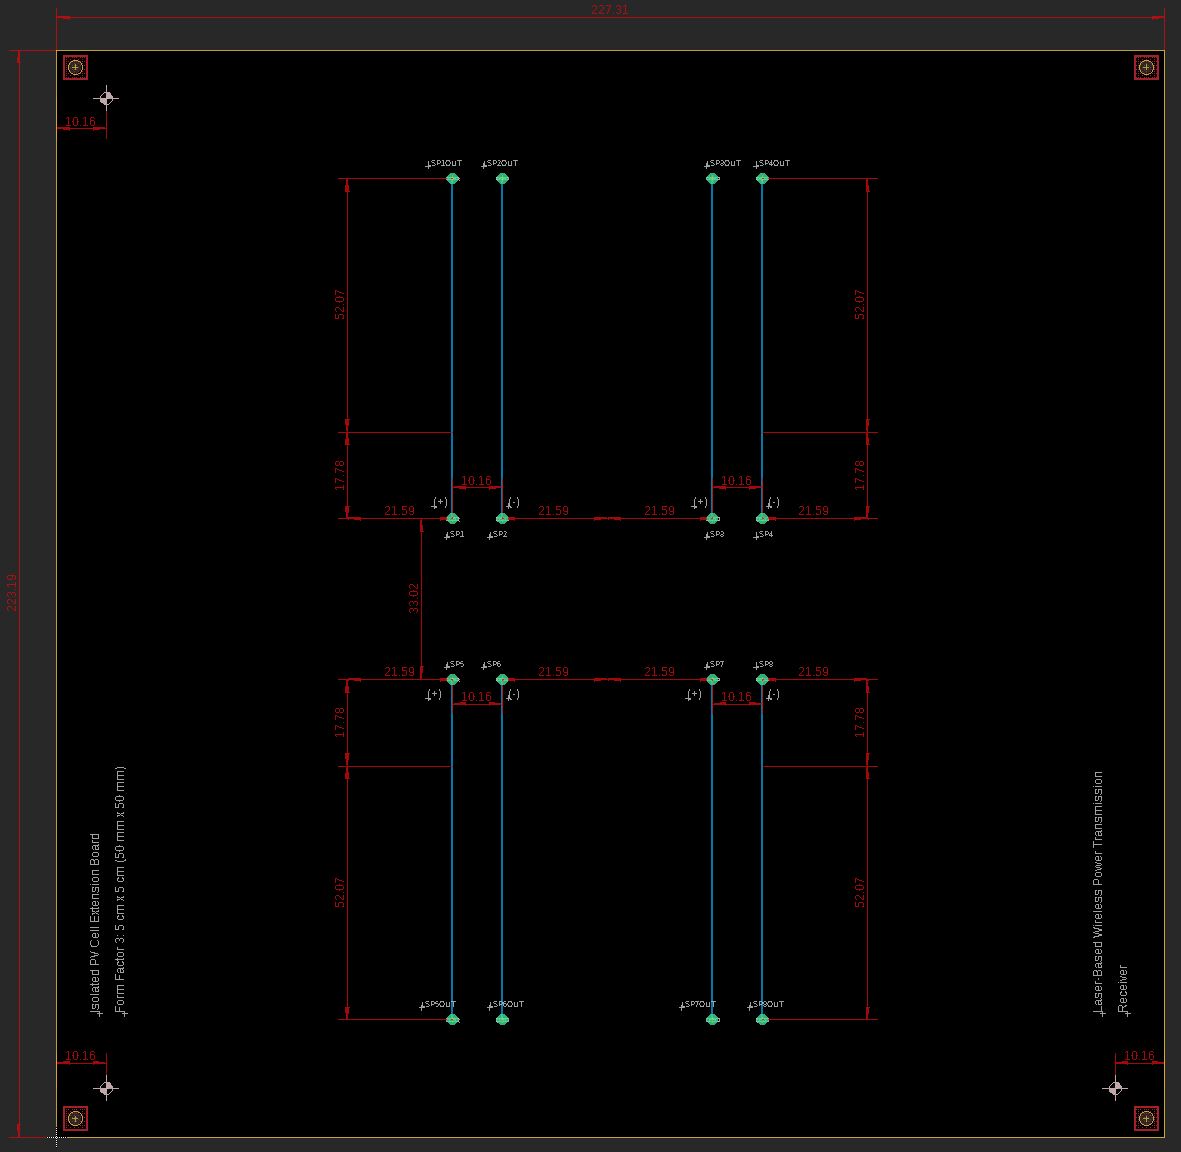 227.31
10.16
SP1OUT SP2OUT SP3OUT SP4OUT
52.07 52.07
17.78 17.78
10.16 10.16
(+) (-) (+) (-)
21.59 21.59 21.59 21.59
SP1 SP2 SP3 SP4
223.19
33.02
SP5 SP6 SP7 SP8
21.59 21.59 21.59 21.59
(+) (-) (+) (-)
10.16 10.16
17.78 17.78
52.07 52.07
Isolated PV Cell Extension Board
Form Factor 3: 5 cm x 5 cm (50 mm x 50 mm)
Laser-Based Wireless Power Transmission
Receiver
SP5OUT SP6OUT SP7OUT SP8OUT
10.16 10.16